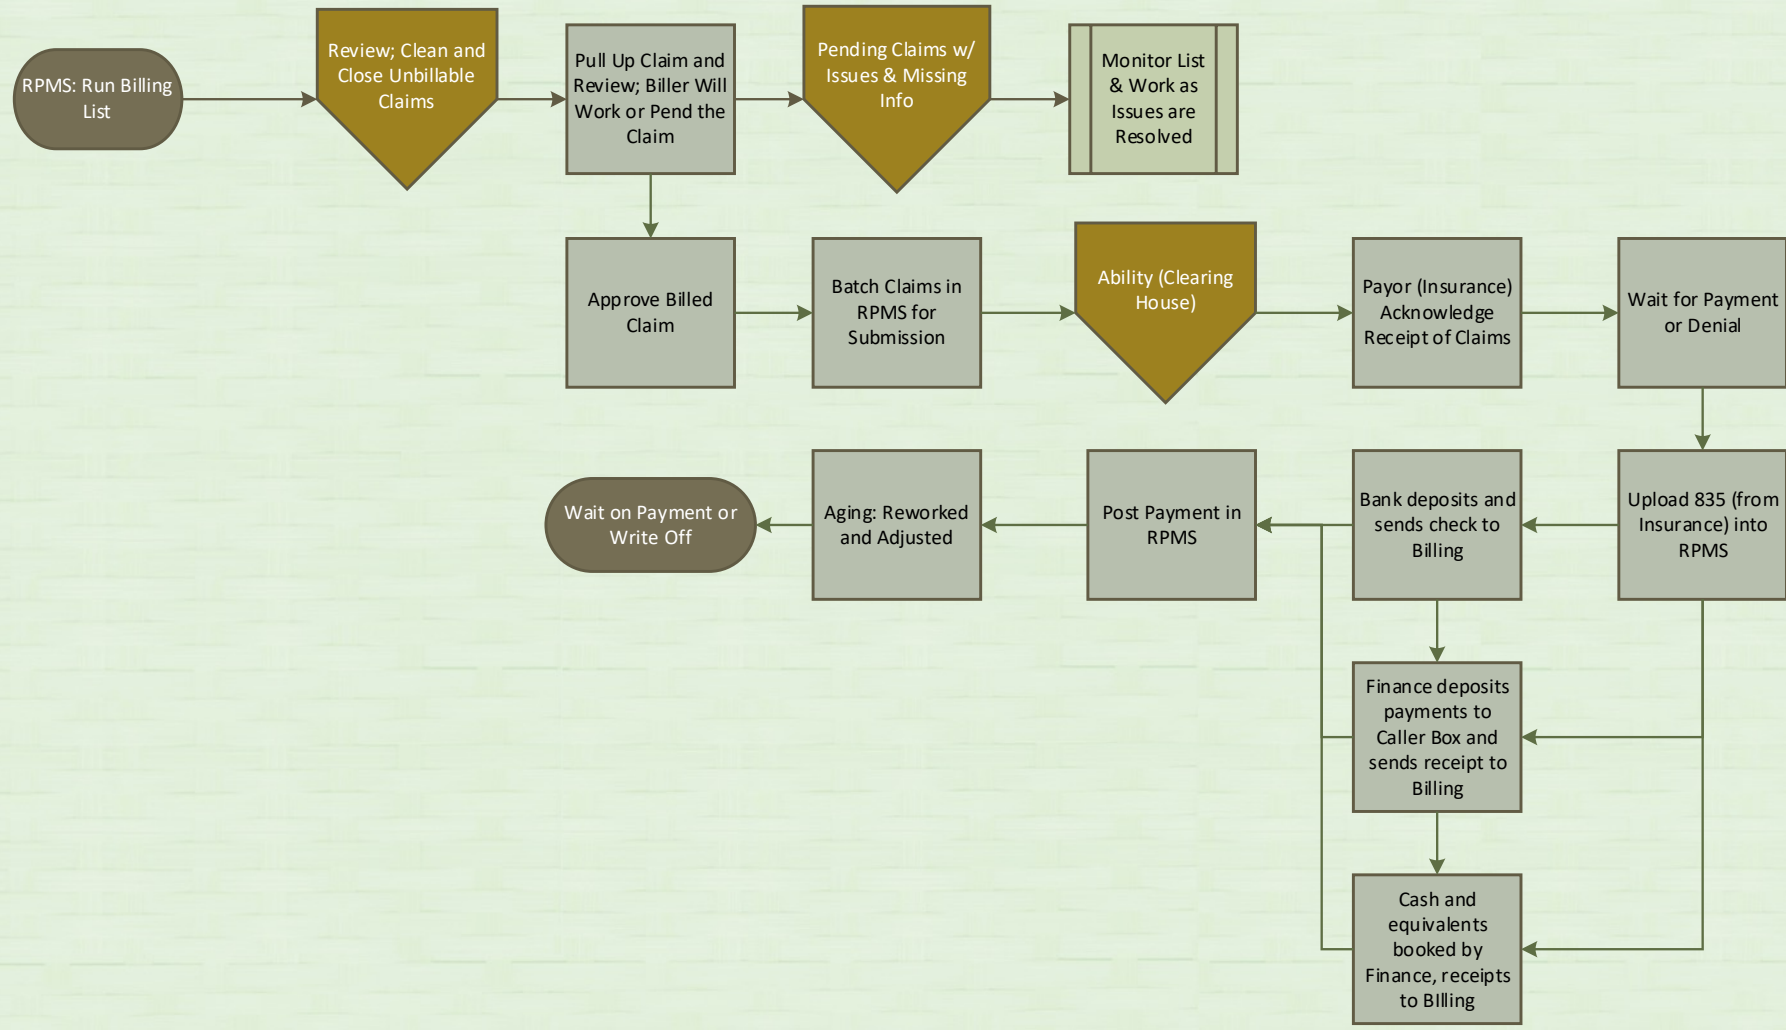 RPMS: Run Billing
List
Review; Clean and
Close Unbillable
Claims
Pull Up Claim and
Review; Biller Will
Work or Pend the
Claim
Pending Claims w/
Issues & Missing
Info
Monitor List
& Work as
Issues are
Resolved
Approve Billed
Claim
Batch Claims in
RPMS for
Submission
Ability (Clearing
House)
Payor (Insurance)
Acknowledge
Receipt of Claims
Wait for Payment
or Denial
Wait on Payment or
Write Off
Aging: Reworked
and Adjusted
Post Payment in
RPMS
Bank deposits and
sends check to
Billing
Upload 835 (from
Insurance) into
RPMS
Finance deposits
payments to
Caller Box and
sends receipt to
Billing
Cash and
equivalents
booked by
Finance, receipts
to BIlling